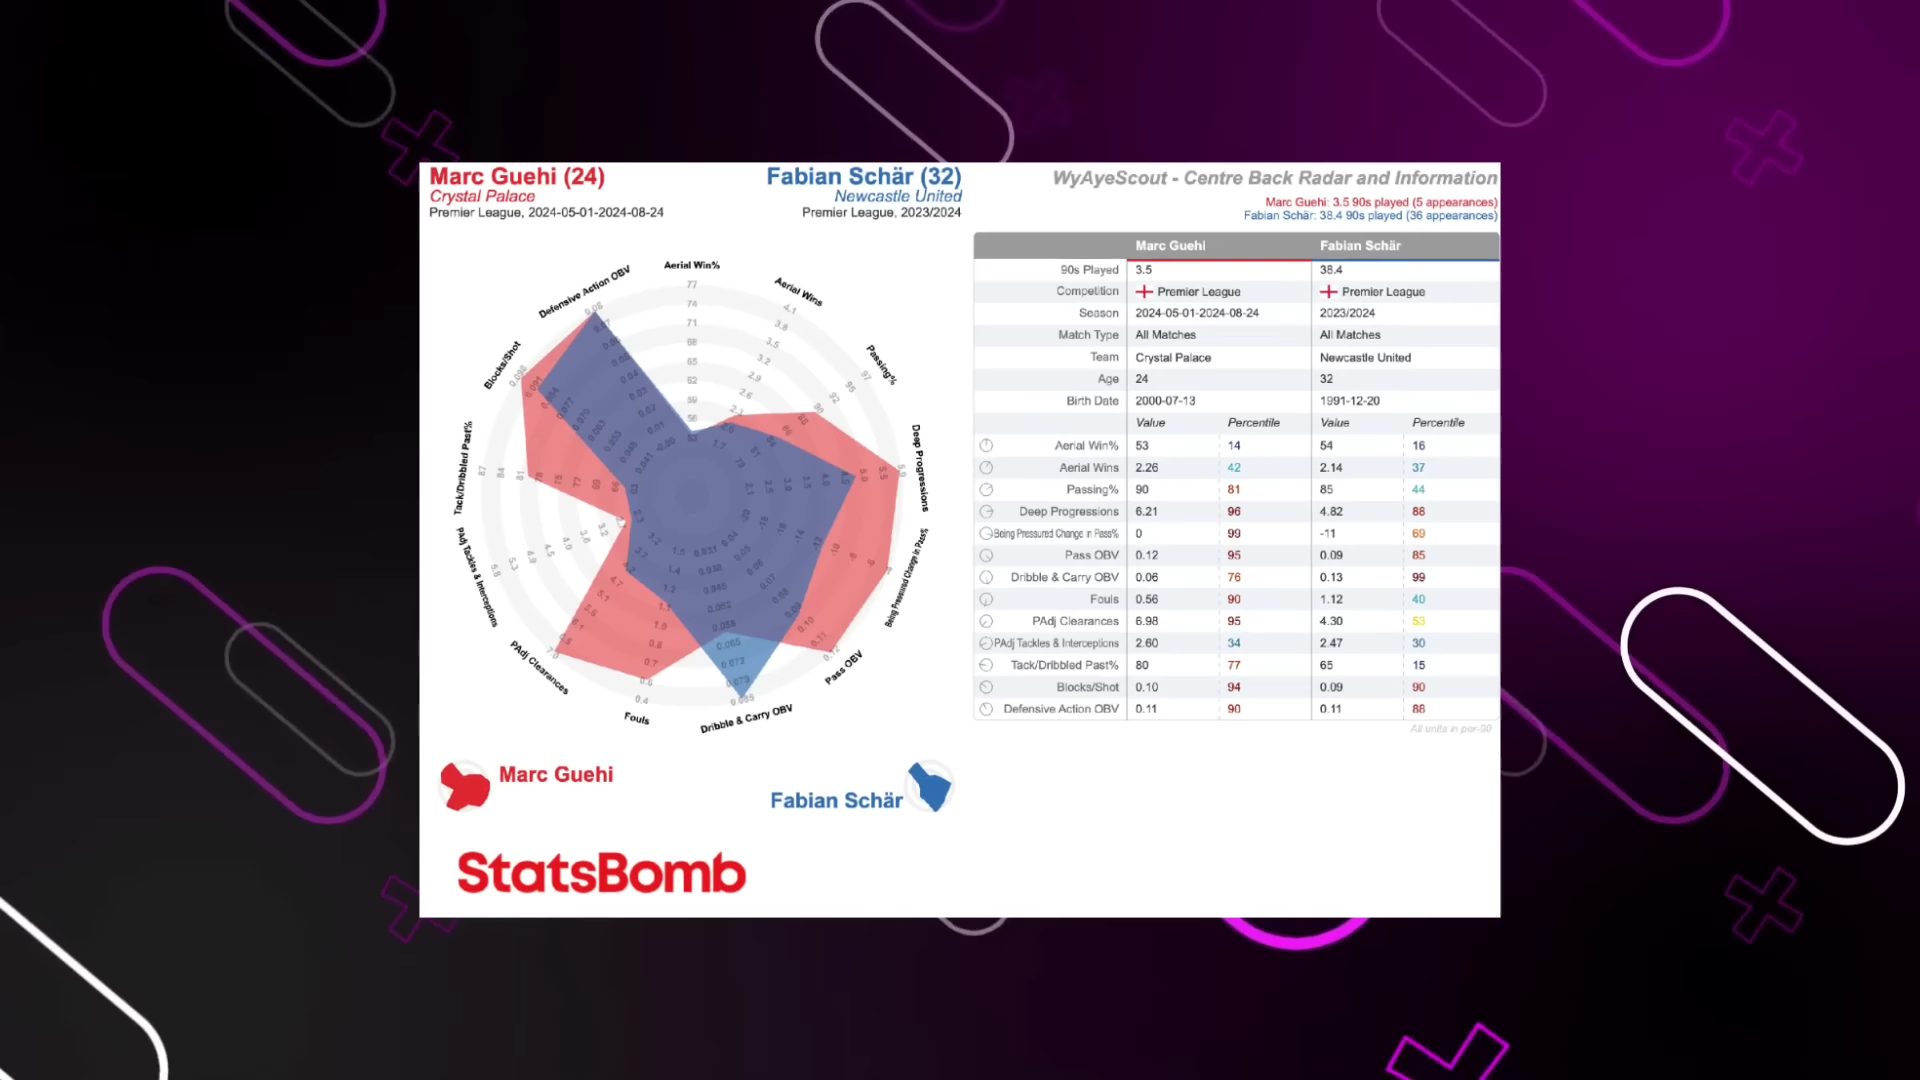 Marc Guehi (24)
Crystal Palace
Premier League, 2024-05-01-2024-08-24
Fabian Schär (32)
Newcastle United
Premier League, 2023/2024
WyAyeScout - Centre Back Radar and Information
Marc Guehi: 3.5 90s played (5 appearances)
Fabian Schär: 38.4 90s played (36 appearances)
Aerial Win%
Aerial Wins
Passing%
Deep Progressions
Being Pressured Change in Pass%
Pass OBV
Dribble & Carry OBV
Fouls
PAdj Clearances
PAdj Tackles & Interceptions
Tack/Dribbled Past%
Blocks/Shot
Defensive Action OBV
77
74
71
68
65
62
59
56
Marc Guehi Fabian Schär
90s Played 3.5 38.4
Competition Premier League Premier League
Season 2024-05-01-2024-08-24 2023/2024
Match Type All Matches All Matches
Team Crystal Palace Newcastle United
Age 24 32
Birth Date 2000-07-13 1991-12-20
Value Percentile Value Percentile
Aerial Win% 53 14 54 16
Aerial Wins 2.26 42 2.14 37
Passing% 90 81 85 44
Deep Progressions 6.21 96 4.82 88
Being Pressured Change in Pass% 0 99 -11 69
Pass OBV 0.12 95 0.09 85
Dribble & Carry OBV 0.06 76 0.13 99
Fouls 0.56 90 1.12 40
PAdj Clearances 6.98 95 4.30 53
PAdj Tackles & Interceptions 2.60 34 2.47 30
Tack/Dribbled Past% 80 77 65 15
Blocks/Shot 0.10 94 0.09 90
Defensive Action OBV 0.11 90 0.11 88
All units in per-90
Marc Guehi
Fabian Schär
StatsBomb